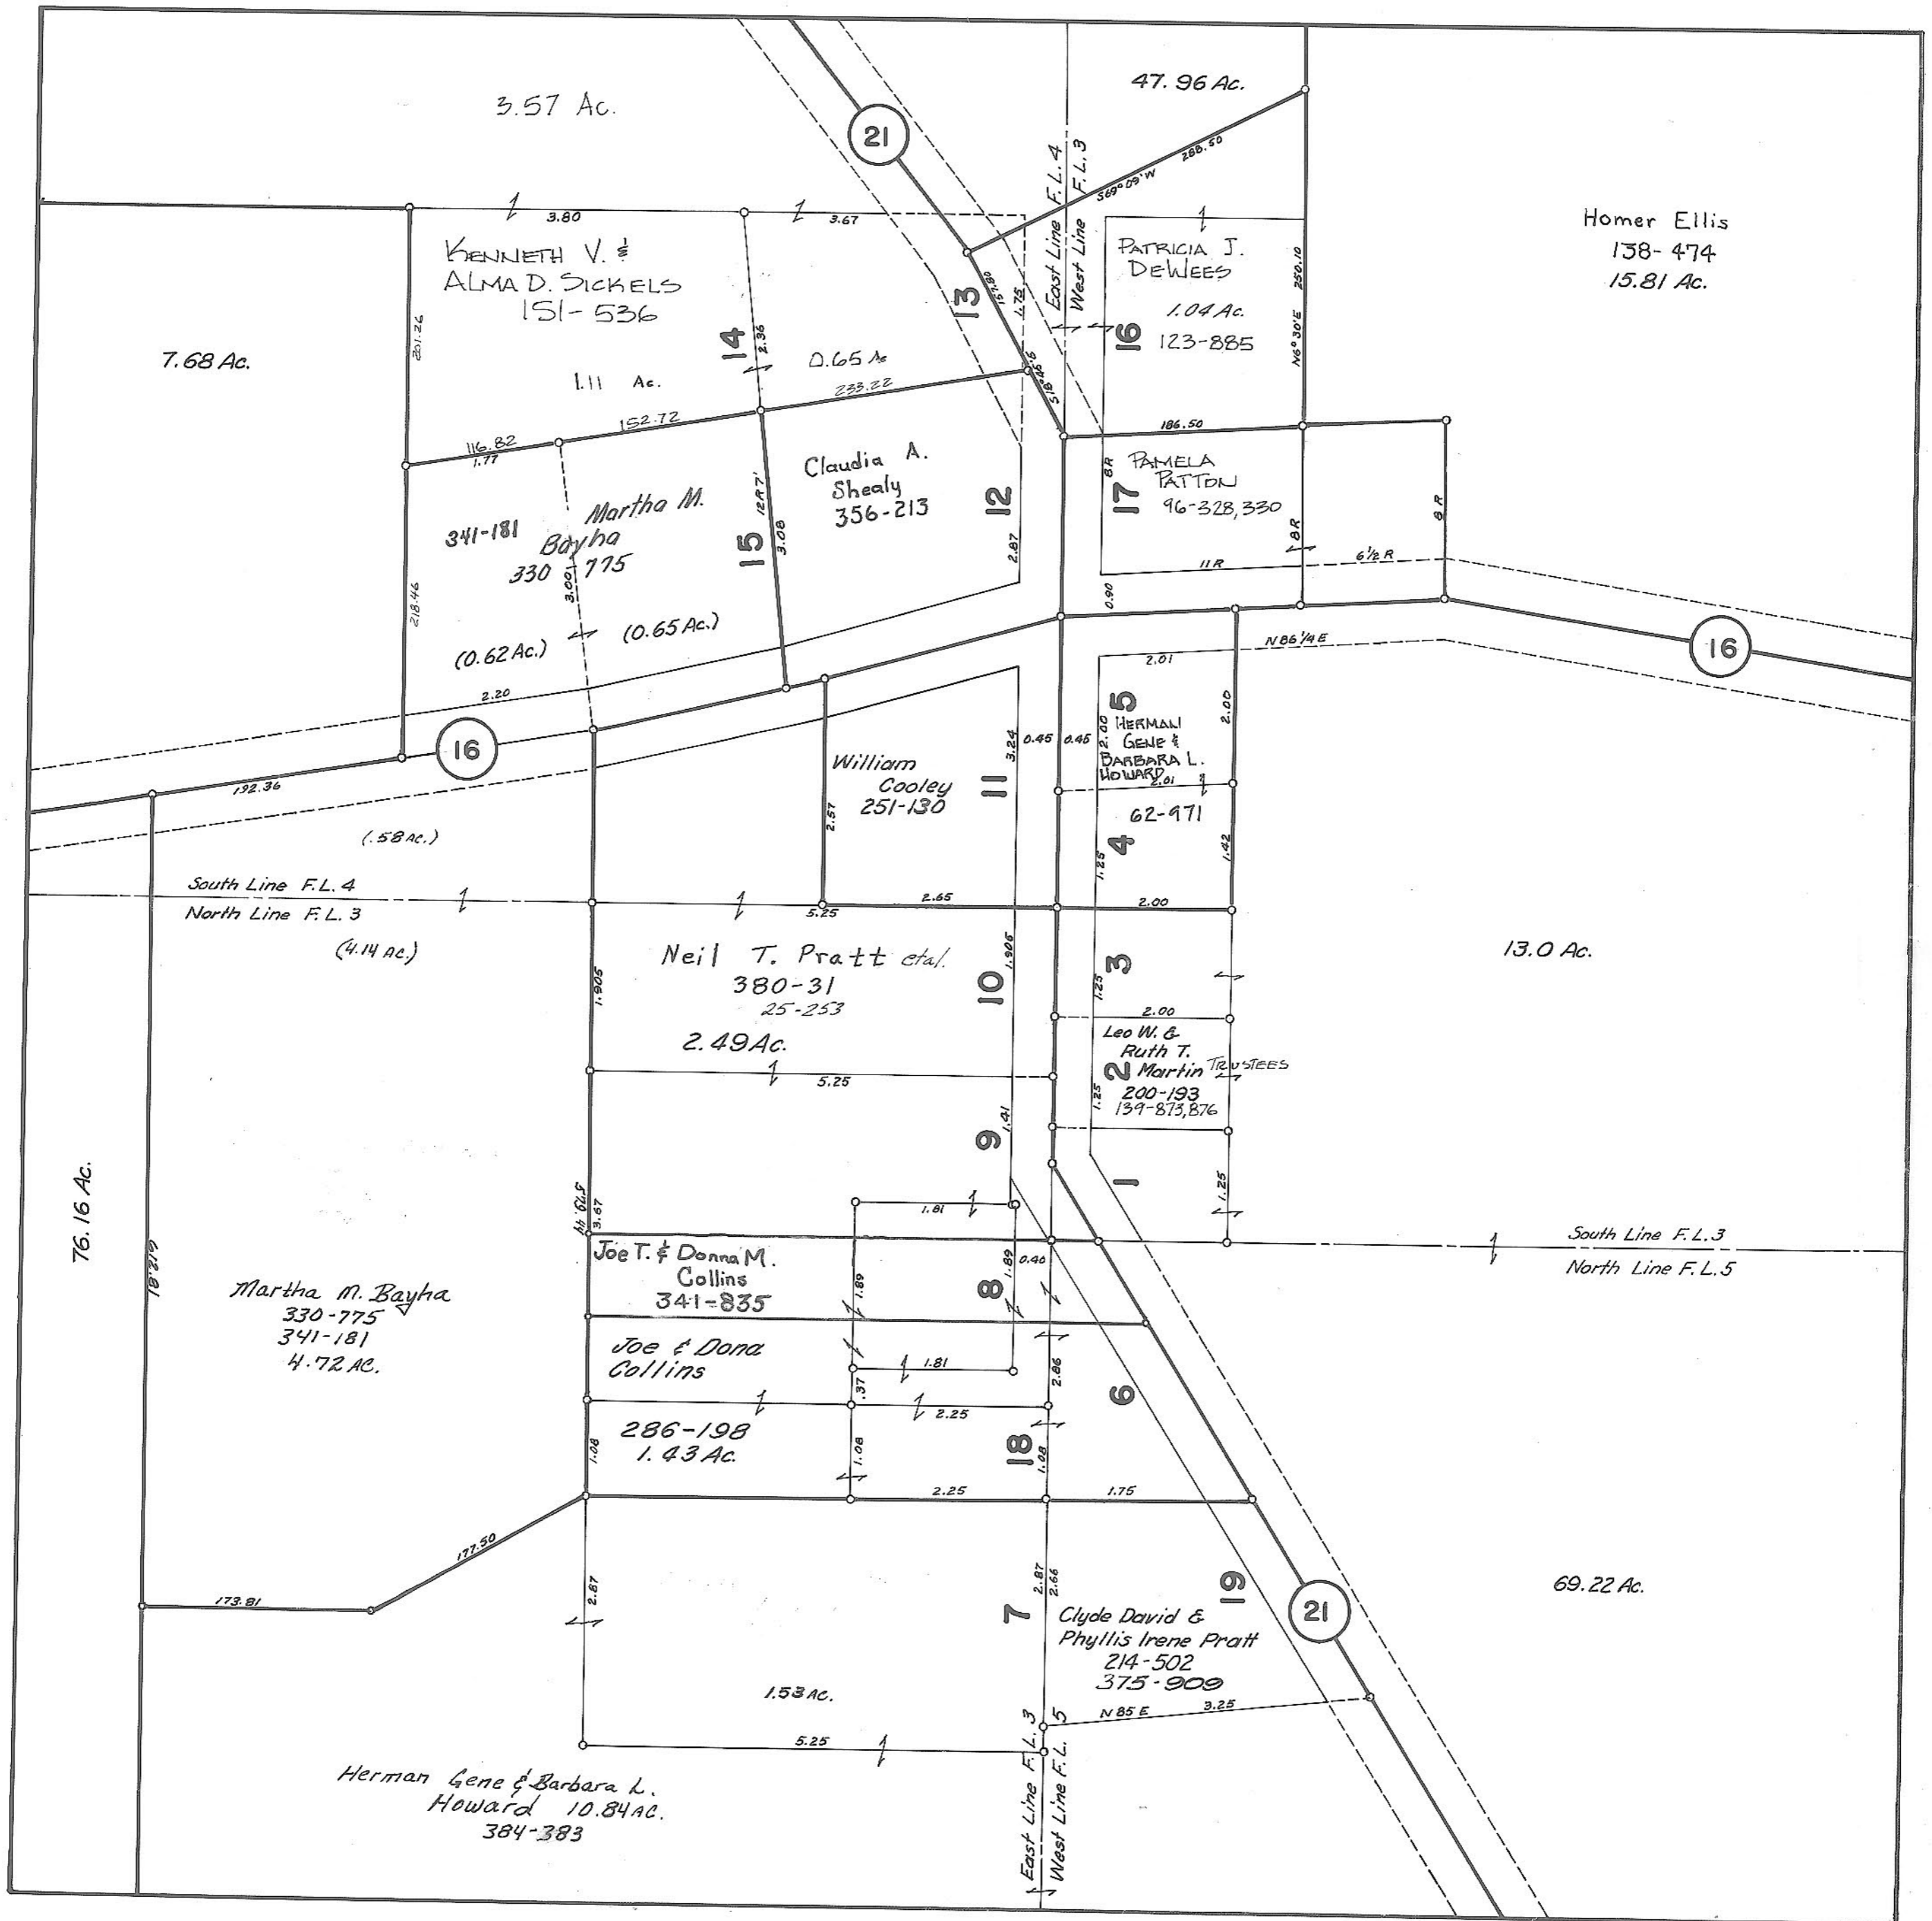 3.57 Ac.
21
47.96 Ac.
288.50
S69°09'W
East Line F.L. 4
West Line F.L. 3
Homer Ellis
138-474
15.81 Ac.
3.80
3.67
KENNETH V. &
ALMA D. SICKELS
151-536
201.26
14
2.36
1.11 Ac.
0.65 Ac
13
157.80
1.75
PATRICIA J.
DEWEES
1.04 Ac.
123-885
16
N6°30'E 250.10
7.68 Ac.
116.82
1.77
152.72
233.22
186.50
341-181
Martha M.
Bayha
330-775
3.00
218.46
(0.62 Ac.)
(0.65 Ac.)
15
12R7'
3.08
Claudia A.
Shealy
356-213
12
2.87
17
8R
PAMELA
PATTON
96-328,330
8R
8R
11R
6½ R
0.90
N86¼E
16
2.20
16
192.36
(.58 AC.)
William
Cooley
251-130
2.57
11
3.24
0.45
0.45
2.01
5
2.00
HERMAN
GENE &
BARBARA L.
HOWARD
2.01
2.00
62-971
4
1.25
1.42
South Line F.L. 4
North Line F.L. 3
(4.14 AC.)
5.25
2.65
2.00
Neil T. Pratt etal.
380-31
25-253
2.49 Ac.
1.905
10
1.905
3
1.25
13.0 Ac.
2.00
Leo W. &
Ruth T.
2 Martin TRUSTEES
200-193
139-873,876
1.25
5.25
9
1.41
1
1.25
76.16 Ac.
612.81
579.44
3.67
1.81
South Line F.L. 3
North Line F.L. 5
Joe T. & Donna M.
Collins
341-835
1.89
8
1.89
0.40
Martha M. Bayha
330-775
341-181
4.72 AC.
Joe & Dona
Collins
1.81
.37
2.86
6
2.25
286-198
1.43 Ac.
1.08
1.08
18
1.08
2.25
1.75
177.50
173.81
2.87
7
2.87
2.66
19
21
69.22 Ac.
Clyde David &
Phyllis Irene Pratt
214-502
375-909
N85E
3.25
1.53 AC.
5.25
East Line F.L. 3
West Line F.L. 5
Herman Gene & Barbara L.
Howard 10.84 AC.
384-383